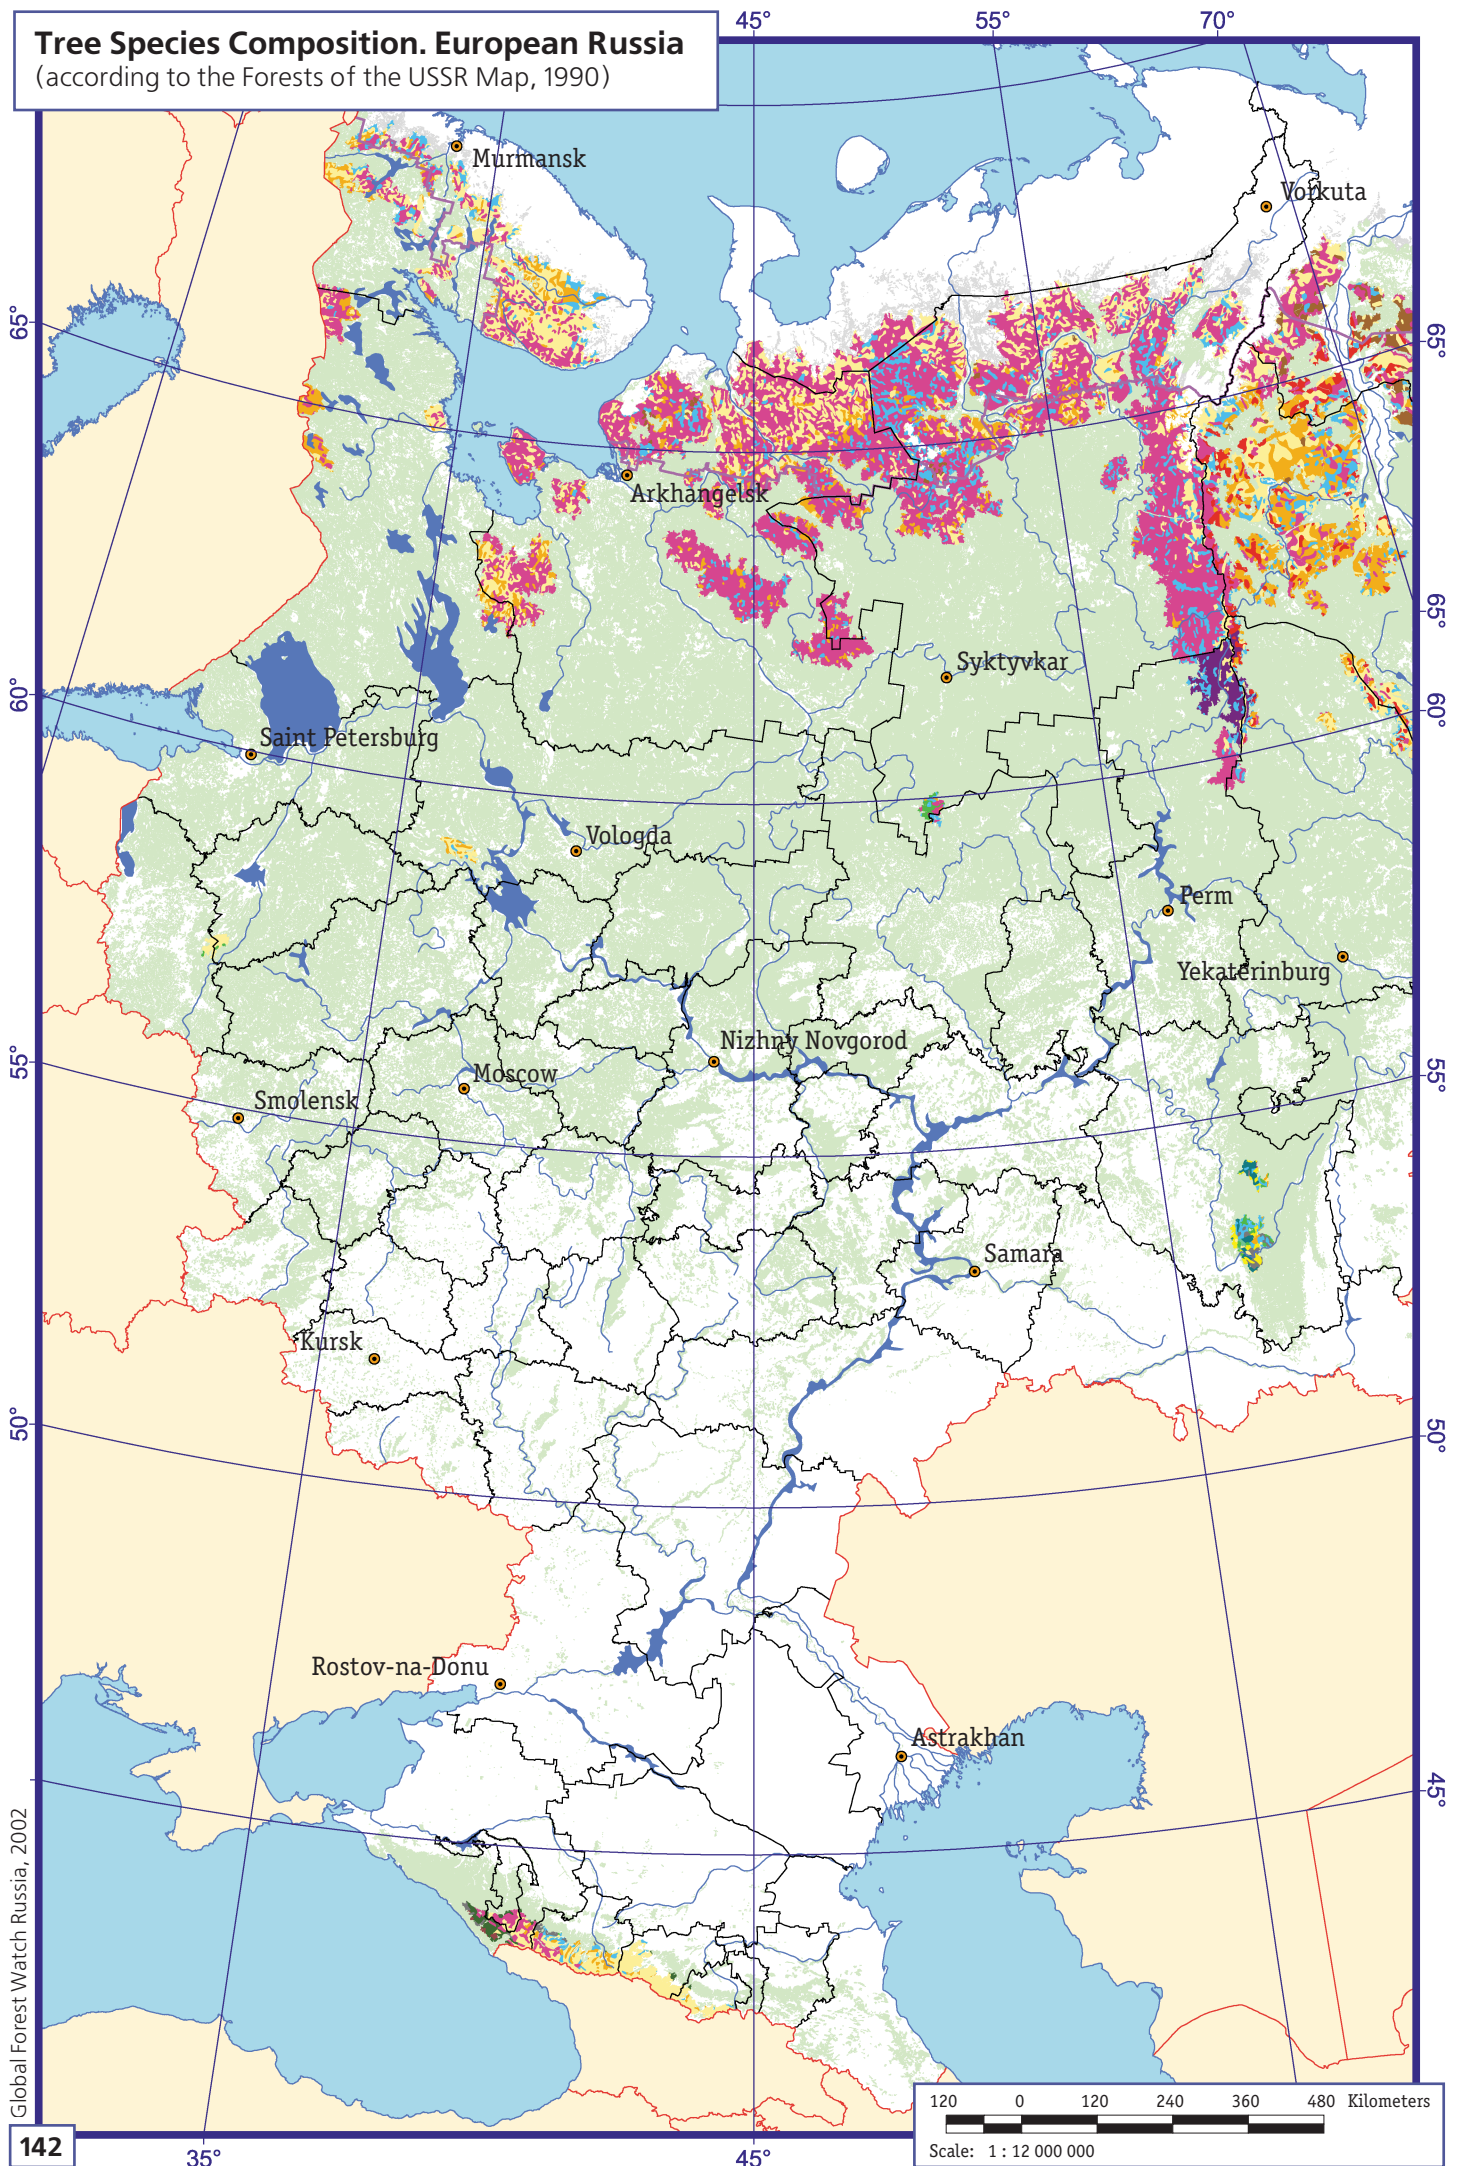 Tree Species Composition. European Russia
(according to the Forests of the USSR Map, 1990)
45°
55°
70°
Murmansk
Vorkuta
65°
65°
Arkhangelsk
65°
Syktyvkar
60°
60°
Saint Petersburg
Vologda
Perm
Yekaterinburg
Nizhny Novgorod
55°
Moscow
55°
Smolensk
Samara
Kursk
50°
50°
Rostov-na-Donu
Astrakhan
45°
Global Forest Watch Russia, 2002
120 0 120 240 360 480 Kilometers
Scale: 1 : 12 000 000
142
35°
45°